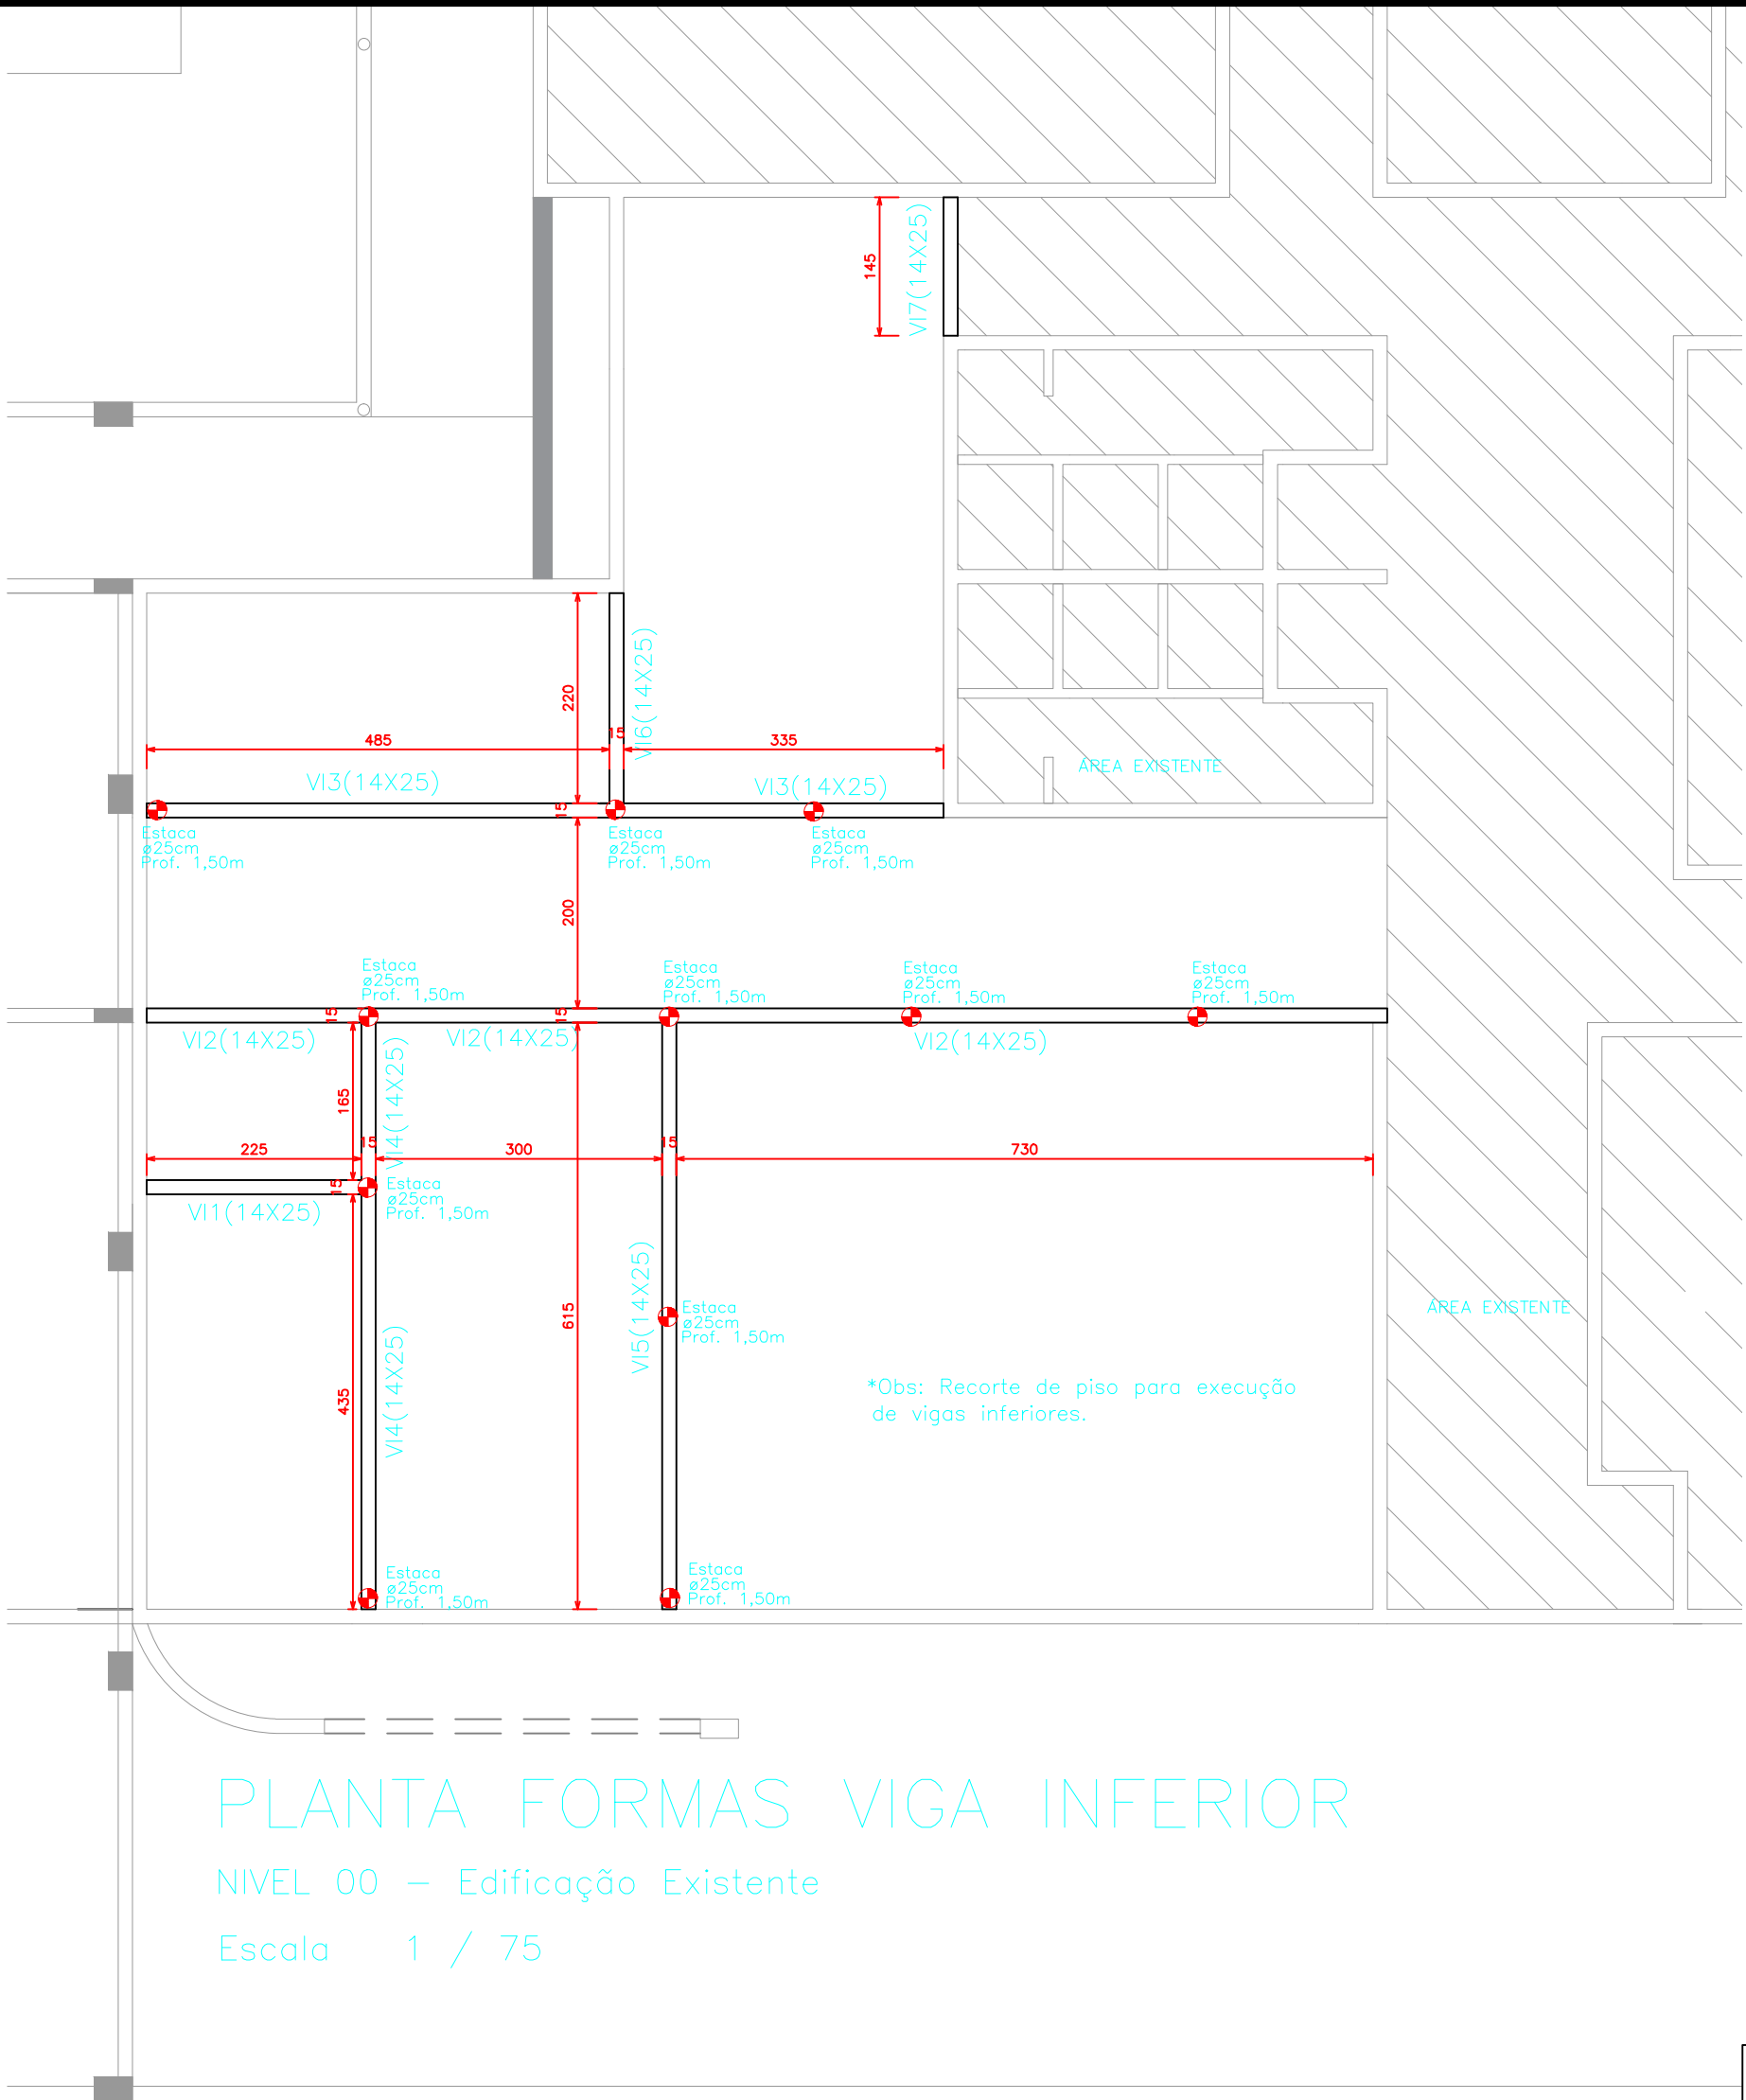 145
VI7(14X25)
220
VI6(14X25)
485
15
335
ÁREA EXISTENTE
VI3(14X25)
VI3(14X25)
15
Estaca
ø25cm
Prof. 1,50m
Estaca
ø25cm
Prof. 1,50m
Estaca
ø25cm
Prof. 1,50m
200
Estaca
ø25cm
Prof. 1,50m
Estaca
ø25cm
Prof. 1,50m
Estaca
ø25cm
Prof. 1,50m
Estaca
ø25cm
Prof. 1,50m
15
15
VI2(14X25)
VI2(14X25)
VI2(14X25)
165
VI4(14X25)
225
15
300
15
730
15
Estaca
ø25cm
Prof. 1,50m
VI1(14X25)
435
VI4(14X25)
615
VI5(14X25)
Estaca
ø25cm
Prof. 1,50m
ÁREA EXISTENTE
*Obs: Recorte de piso para execução
de vigas inferiores.
Estaca
ø25cm
Prof. 1,50m
Estaca
ø25cm
Prof. 1,50m
PLANTA FORMAS VIGA INFERIOR
NIVEL 00 – Edificação Existente
Escala 1 / 75